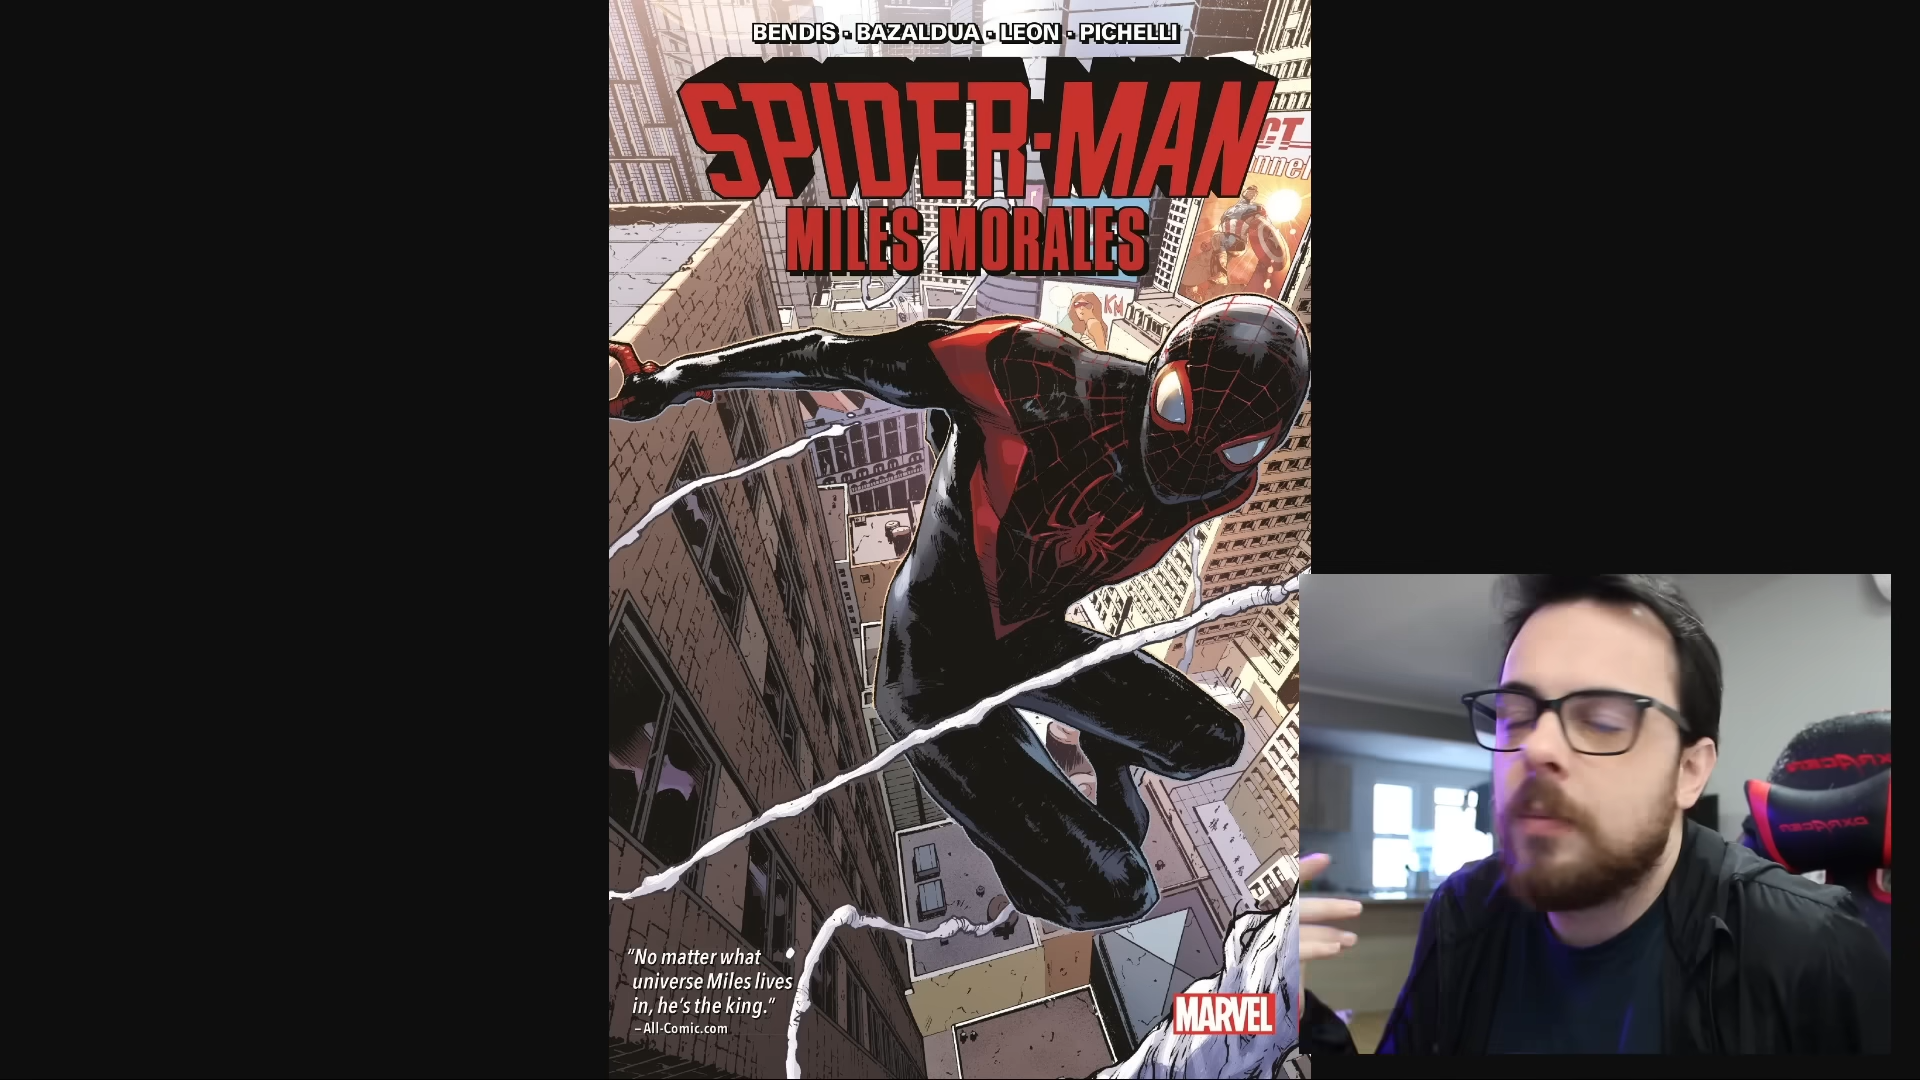 BENDIS · BAZALDUA · LEON · PICHELLI
SPIDER-MAN
MILES MORALES
KM
"No matter what
universe Miles lives
in, he's the king."
– All-Comic.com
MARVEL